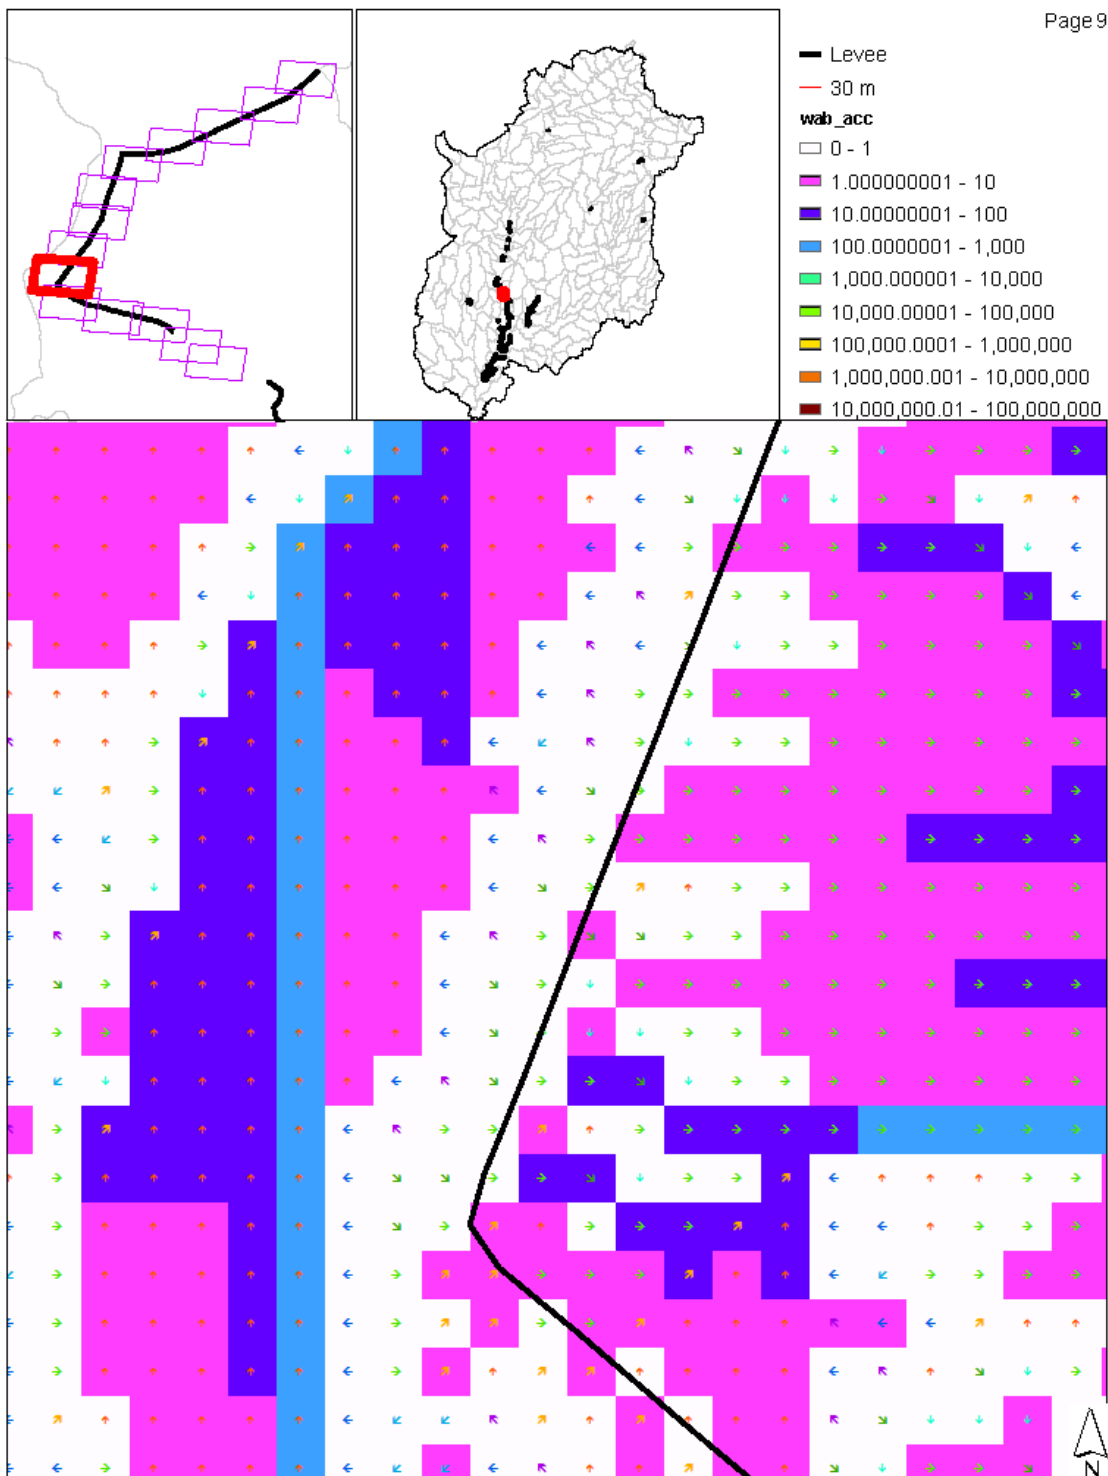 Page 9
Levee
30 m
wab_acc
0 - 1
1.000000001 - 10
10.00000001 - 100
100.0000001 - 1,000
1,000.000001 - 10,000
10,000.00001 - 100,000
100,000.0001 - 1,000,000
1,000,000.001 - 10,000,000
10,000,000.01 - 100,000,000
N